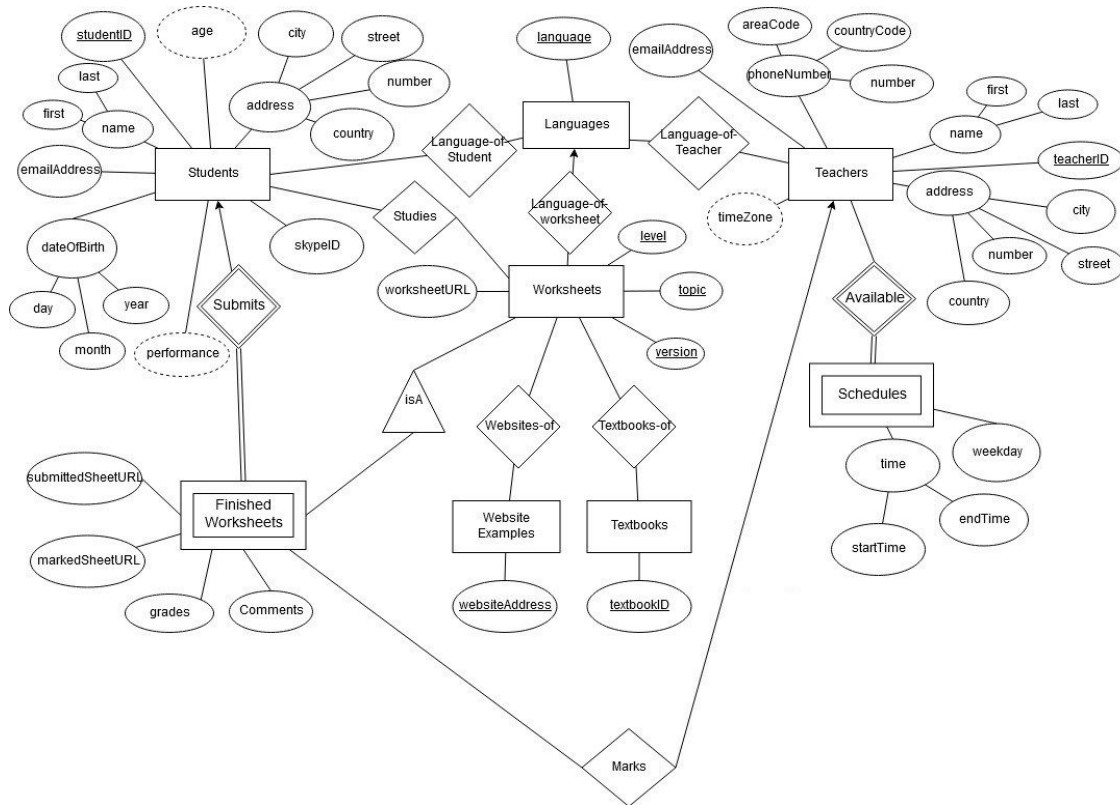 studentID
age
city
street
language
emailAddress
areaCode
countryCode
phoneNumber
number
last
first
name
address
number
country
Languages
Language-of-
Student
Language-of-
Teacher
first
last
name
teacherID
emailAddress
Students
Teachers
Studies
Language-of-
worksheet
timeZone
address
city
number
street
country
skypeID
level
dateOfBirth
day
month
year
Submits
performance
worksheetURL
Worksheets
topic
version
Available
Schedules
isA
Websites-of
Textbooks-of
time
weekday
startTime
endTime
submittedSheetURL
Finished
Worksheets
markedSheetURL
grades
Comments
Website
Examples
Textbooks
websiteAddress
textbookID
Marks